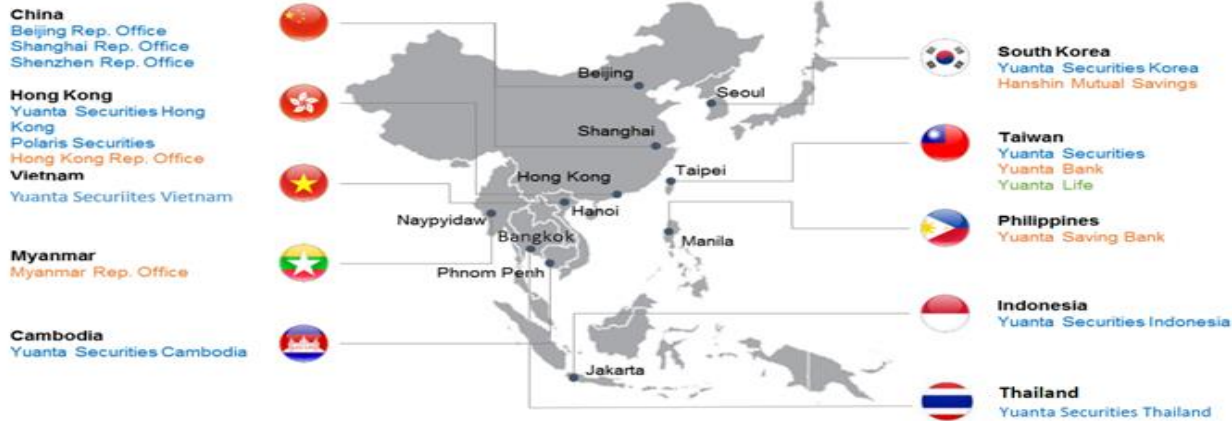 China
Beijing Rep. Office
Shanghai Rep. Office
Shenzhen Rep. Office
Hong Kong
Yuanta Securities Hong
Kong
Polaris Securities
Hong Kong Rep. Office
Vietnam
Yuanta Securiites Vietnam
Myanmar
Myanmar Rep. Office
Cambodia
Yuanta Securities Cambodia
Beijing
Seoul
Shanghai
Taipei
Hong Kong
Hanoi
Naypyidaw
Bangkok
Manila
Phnom Penh
Jakarta
South Korea
Yuanta Securities Korea
Hanshin Mutual Savings
Taiwan
Yuanta Securities
Yuanta Bank
Yuanta Life
Philippines
Yuanta Saving Bank
Indonesia
Yuanta Securities Indonesia
Thailand
Yuanta Securities Thailand